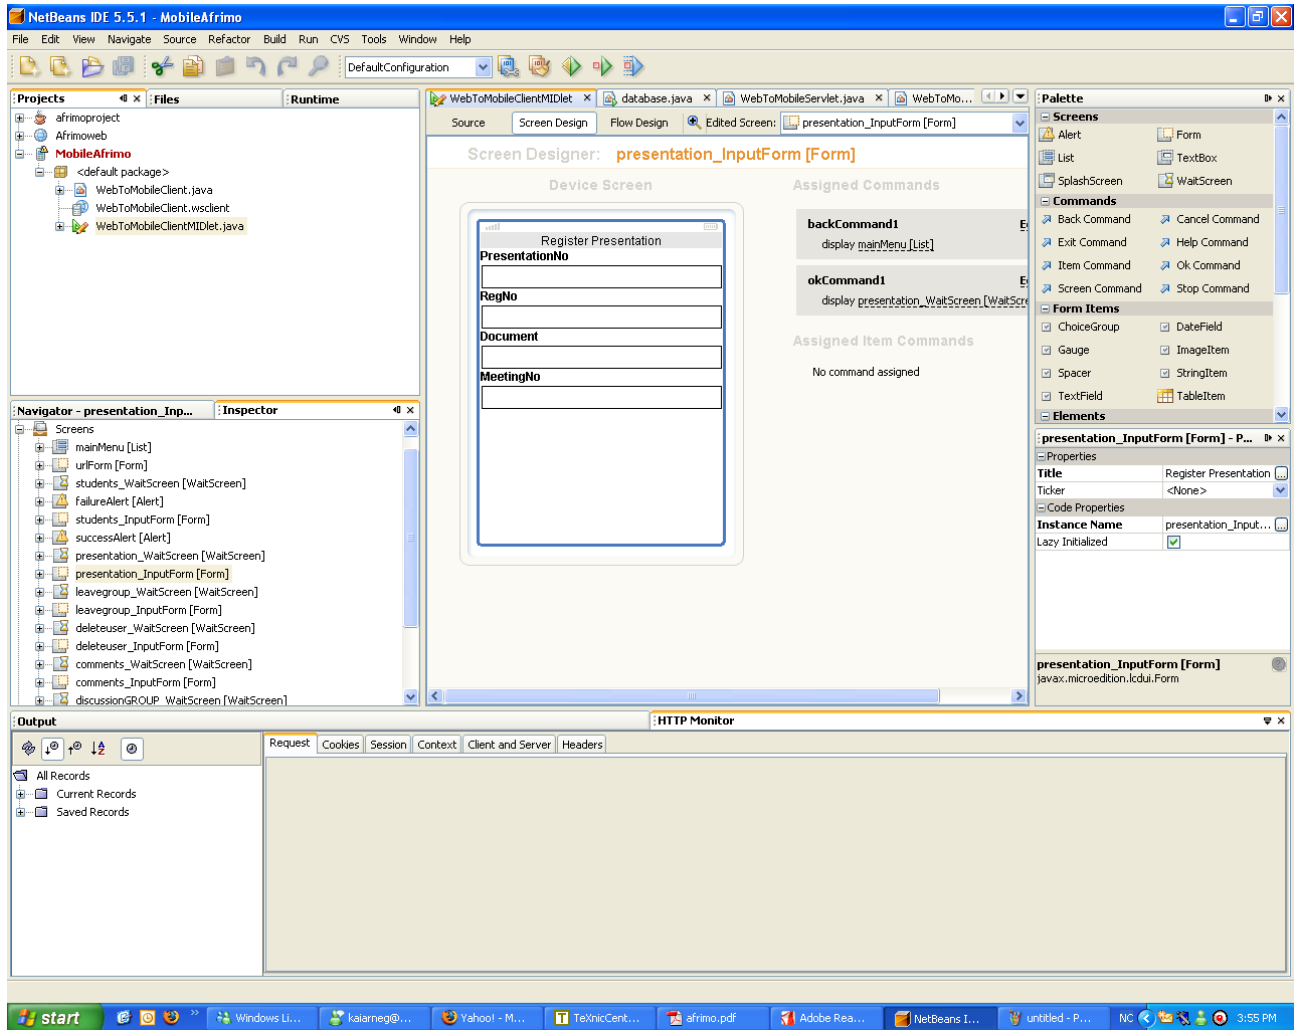 NetBeans IDE 5.5.1 - MobileAfrimo
File Edit View Navigate Source Refactor Build Run CVS Tools Window Help
DefaultConfiguration
Projects
Files
Runtime
afrimoproject
Afrimoweb
MobileAfrimo
<default package>
WebToMobileClient.java
WebToMobileClient.wsclient
WebToMobileClientMIDlet.java
Navigator - presentation_Inp...
Inspector
Screens
mainMenu [List]
urlForm [Form]
students_WaitScreen [WaitScreen]
failureAlert [Alert]
students_InputForm [Form]
successAlert [Alert]
presentation_WaitScreen [WaitScreen]
presentation_InputForm [Form]
leavegroup_WaitScreen [WaitScreen]
leavegroup_InputForm [Form]
deleteuser_WaitScreen [WaitScreen]
deleteuser_InputForm [Form]
comments_WaitScreen [WaitScreen]
comments_InputForm [Form]
discussionGROUP_WaitScreen [WaitScreen]
WebToMobileClientMIDlet
database.java
WebToMobileServlet.java
WebToMo...
Source
Screen Design
Flow Design
Edited Screen:
presentation_InputForm [Form]
Screen Designer: presentation_InputForm [Form]
Device Screen
Register Presentation
PresentationNo
RegNo
Document
MeetingNo
Assigned Commands
backCommand1
display mainMenu [List]
okCommand1
display presentation_WaitScreen [WaitScre
Assigned Item Commands
No command assigned
Palette
Screens
Alert Form
List TextBox
SplashScreen WaitScreen
Commands
Back Command Cancel Command
Exit Command Help Command
Item Command Ok Command
Screen Command Stop Command
Form Items
ChoiceGroup DateField
Gauge ImageItem
Spacer StringItem
TextField TableItem
Elements
presentation_InputForm [Form] - P...
Properties
Title Register Presentation ...
Ticker <None>
Code Properties
Instance Name presentation_Input... ...
Lazy Initialized
presentation_InputForm [Form]
javax.microedition.lcdui.Form
Output
HTTP Monitor
All Records
Current Records
Saved Records
Request Cookies Session Context Client and Server Headers
start
Windows Li...
kaiarneg@...
Yahoo! - M...
TeXnicCent...
afrimo.pdf
Adobe Rea...
NetBeans I...
untitled - P...
NC
3:55 PM